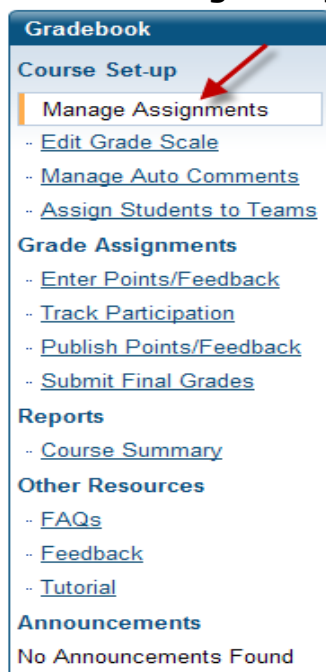 Gradebook
Course Set-up
Manage Assignments
Edit Grade Scale
Manage Auto Comments
Assign Students to Teams
Grade Assignments
Enter Points/Feedback
Track Participation
Publish Points/Feedback
Submit Final Grades
Reports
Course Summary
Other Resources
FAQs
Feedback
Tutorial
Announcements
No Announcements Found